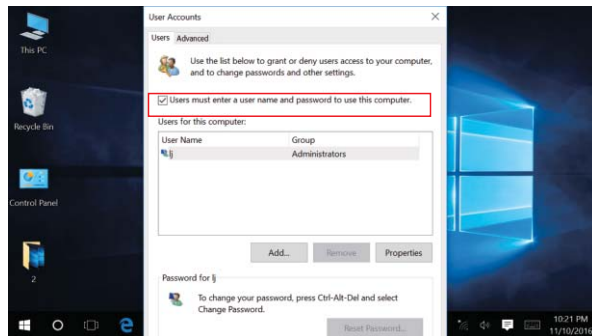 User Accounts
Users Advanced
This PC
Use the list below to grant or deny users access to your computer,
and to change passwords and other settings.
Users must enter a user name and password to use this computer.
Recycle Bin
Users for this computer:
User Name Group
lj Administrators
Control Panel
Add... Remove Properties
2
Password for lj
To change your password, press Ctrl-Alt-Del and select
Change Password.
Reset Password...
10:21 PM
11/10/2016